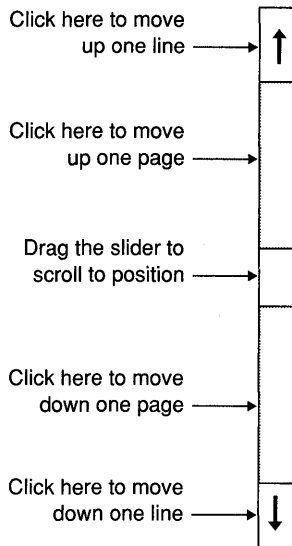 Click here to move
up one line
Click here to move
up one page
Drag the slider to
scroll to position
Click here to move
down one page
Click here to move
down one line